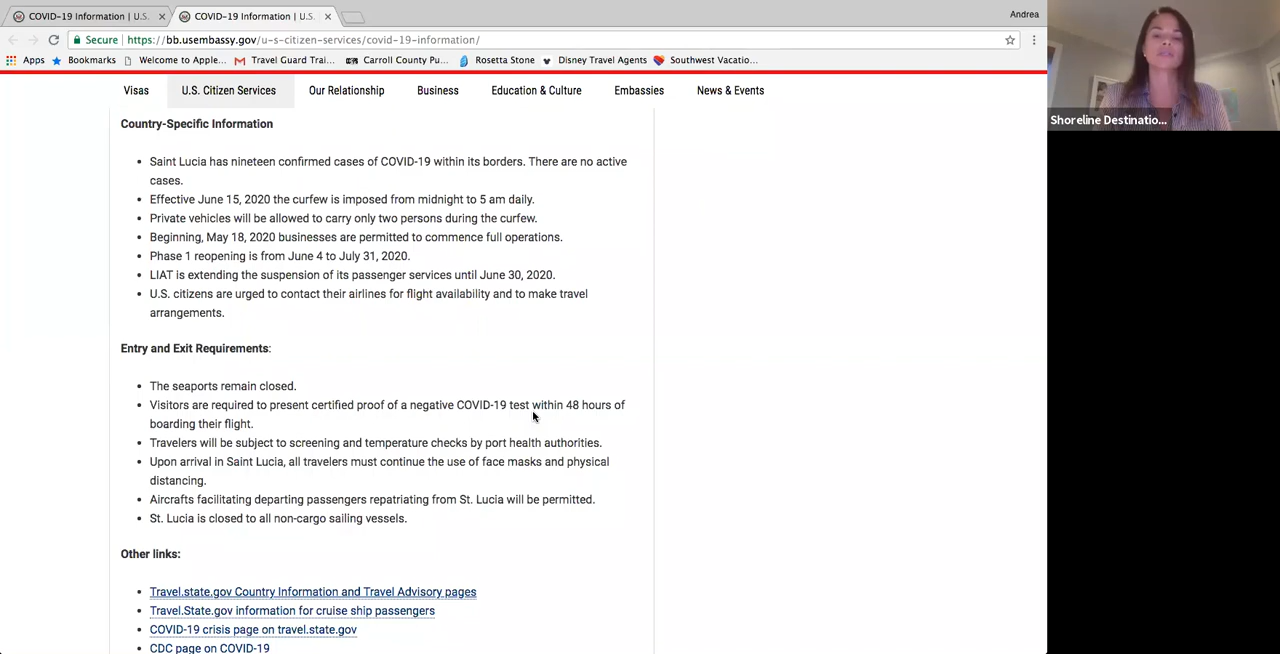 COVID-19 Information | U.S.
COVID-19 Information | U.S.
Andrea
Secure
https://bb.usembassy.gov/u-s-citizen-services/covid-19-information/
Apps Bookmarks Welcome to Apple... Travel Guard Trai... Carroll County Pu... Rosetta Stone Disney Travel Agents Southwest Vacatio...
Visas U.S. Citizen Services Our Relationship Business Education & Culture Embassies News & Events
Shoreline Destinatio...
Country-Specific Information
• Saint Lucia has nineteen confirmed cases of COVID-19 within its borders. There are no active
cases.
• Effective June 15, 2020 the curfew is imposed from midnight to 5 am daily.
• Private vehicles will be allowed to carry only two persons during the curfew.
• Beginning, May 18, 2020 businesses are permitted to commence full operations.
• Phase 1 reopening is from June 4 to July 31, 2020.
• LIAT is extending the suspension of its passenger services until June 30, 2020.
• U.S. citizens are urged to contact their airlines for flight availability and to make travel
arrangements.
Entry and Exit Requirements:
• The seaports remain closed.
• Visitors are required to present certified proof of a negative COVID-19 test within 48 hours of
boarding their flight.
• Travelers will be subject to screening and temperature checks by port health authorities.
• Upon arrival in Saint Lucia, all travelers must continue the use of face masks and physical
distancing.
• Aircrafts facilitating departing passengers repatriating from St. Lucia will be permitted.
• St. Lucia is closed to all non-cargo sailing vessels.
Other links:
• Travel.state.gov Country Information and Travel Advisory pages
• Travel.State.gov information for cruise ship passengers
• COVID-19 crisis page on travel.state.gov
• CDC page on COVID-19